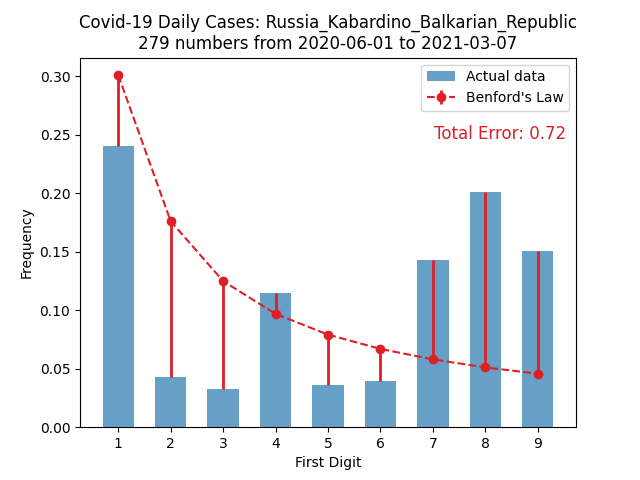 Covid-19 Daily Cases: Russia_Kabardino_Balkarian_Republic
279 numbers from 2020-06-01 to 2021-03-07
Actual data
Benford's Law
Total Error: 0.72
Frequency
0.30
0.25
0.20
0.15
0.10
0.05
0.00
1 2 3 4 5 6 7 8 9
First Digit